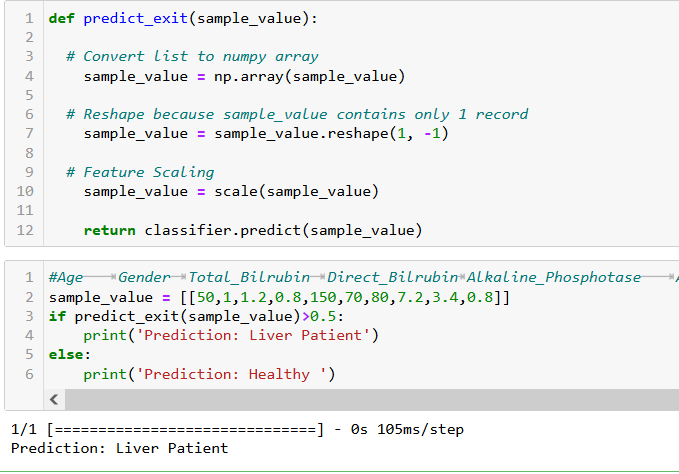 1 def predict_exit(sample_value):
2
3 # Convert list to numpy array
4 sample_value = np.array(sample_value)
5
6 # Reshape because sample_value contains only 1 record
7 sample_value = sample_value.reshape(1, -1)
8
9 # Feature Scaling
10 sample_value = scale(sample_value)
11
12 return classifier.predict(sample_value)
1 #Age Gender Total_Bilrubin Direct_Bilrubin Alkaline_Phosphotase
2 sample_value = [[50,1,1.2,0.8,150,70,80,7.2,3.4,0.8]]
3 if predict_exit(sample_value)>0.5:
4 print('Prediction: Liver Patient')
5 else:
6 print('Prediction: Healthy ')
1/1 [==============================] - 0s 105ms/step
Prediction: Liver Patient